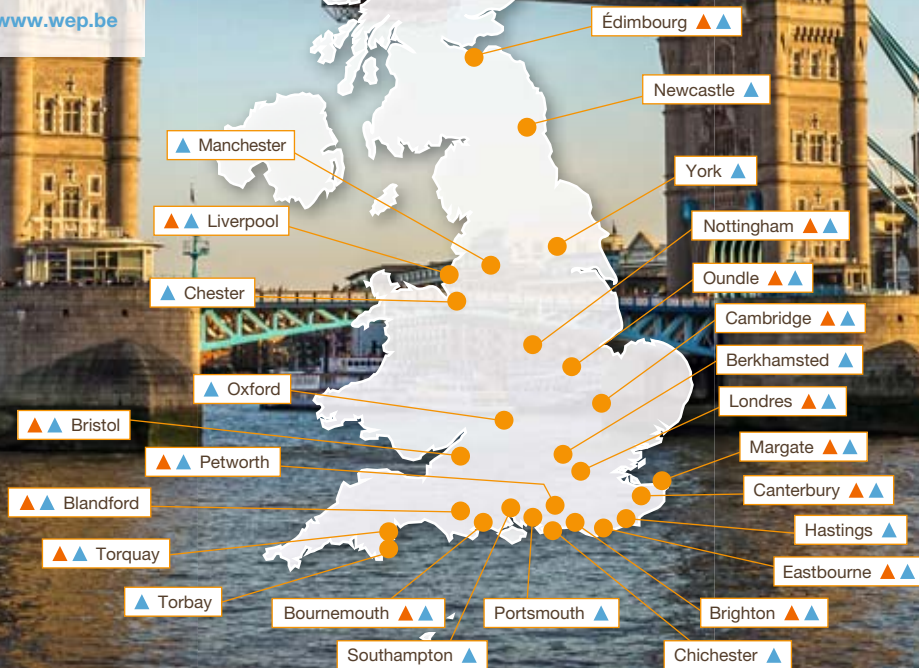 www.wep.be
Édimbourg
Newcastle
Manchester
York
Liverpool
Nottingham
Oundle
Chester
Cambridge
Berkhamsted
Oxford
Londres
Bristol
Margate
Petworth
Canterbury
Blandford
Hastings
Torquay
Eastbourne
Torbay
Bournemouth
Portsmouth
Brighton
Southampton
Chichester